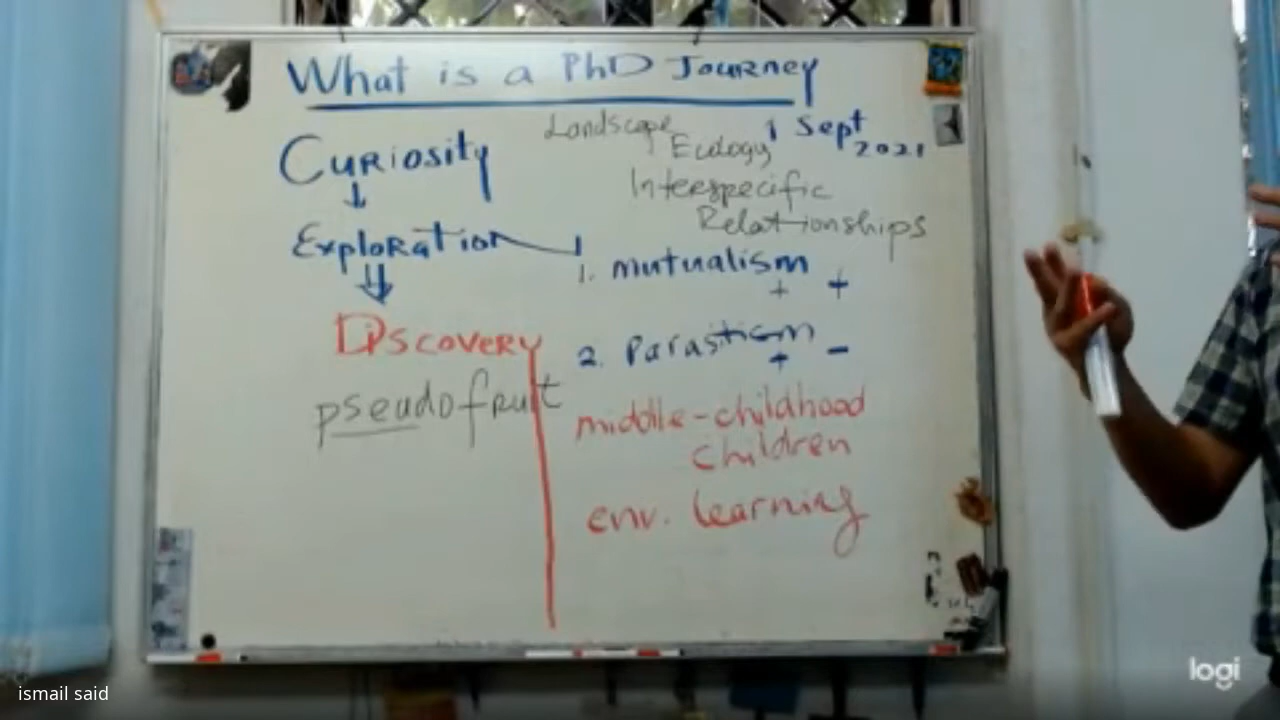 What is a PhD Journey
1 Sept
2021
Landscape
Ecology
Interspecific
Relationships
Curiosity
Exploration
Discovery
pseudofruit
1. mutualism
+ +
2. Parastism
+ -
middle-childhood
children
env. learning
logi
ismail said